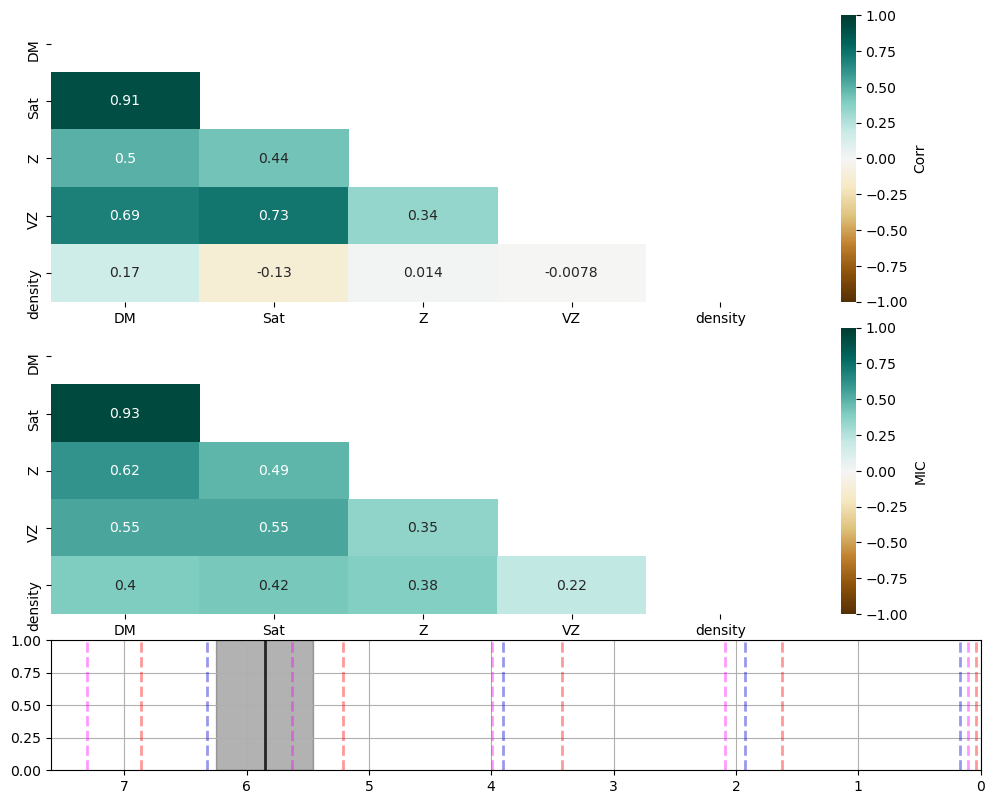 DM
Sat
Z
VZ
density
0.91
0.5 0.44
0.69 0.73 0.34
0.17 -0.13 0.014 -0.0078
DM Sat Z VZ density
1.00
0.75
0.50
0.25
0.00
−0.25
−0.50
−0.75
−1.00
Corr
DM
Sat
Z
VZ
density
0.93
0.62 0.49
0.55 0.55 0.35
0.4 0.42 0.38 0.22
DM Sat Z VZ density
1.00
0.75
0.50
0.25
0.00
−0.25
−0.50
−0.75
−1.00
MIC
1.00
0.75
0.50
0.25
0.00
7 6 5 4 3 2 1 0